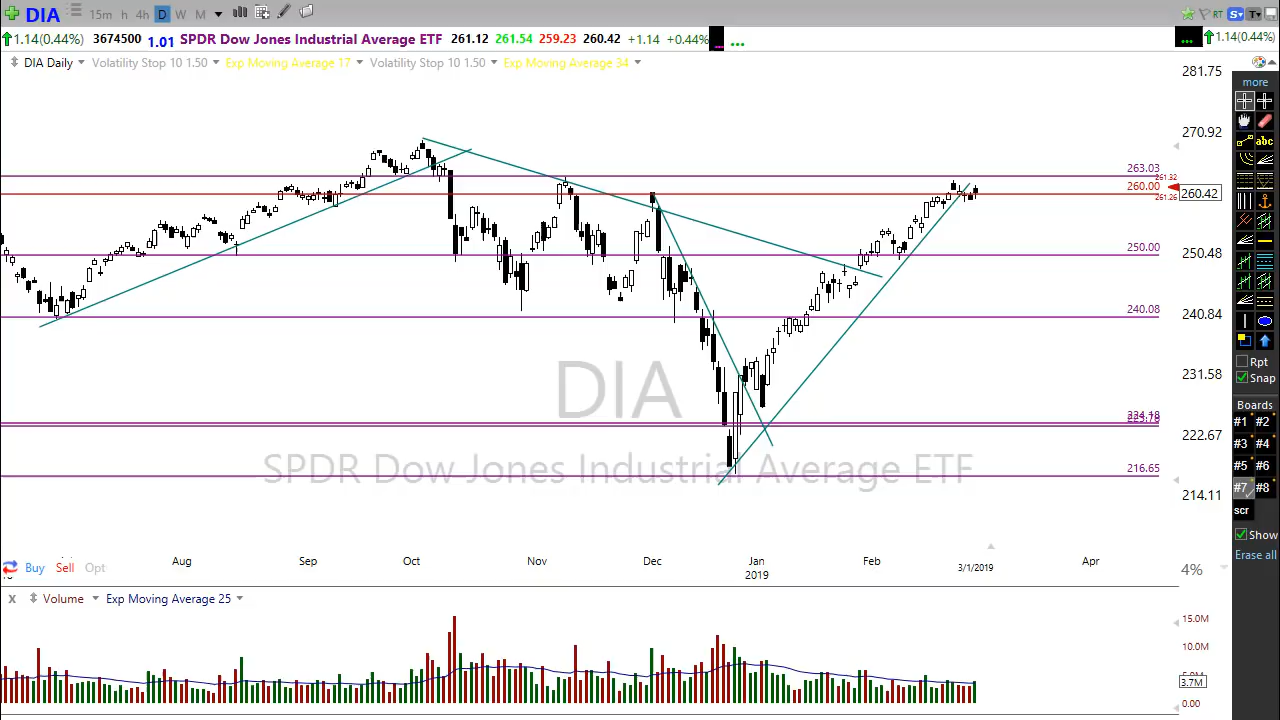 DIA 15m h 4h D W M RT S T
1.14(0.44%) 3674500 1.01 SPDR Dow Jones Industrial Average ETF 261.12 261.54 259.23 260.42 +1.14 +0.44% ... ... ... 1.14(0.44%)
DIA Daily Volatility Stop 10 1.50 Exp Moving Average 17 Volatility Stop 10 1.50 Exp Moving Average 34
281.75
more
270.92
abc
263.03
261.32
260.00
260.42
261.26
250.00
250.48
240.08
240.84
Rpt
DIA
231.58
Snap
Boards
#1 #2
222.67
#3 #4
SPDR Dow Jones Industrial Average ETF
216.65
#5 #6
#7 #8
214.11
scr
Show
Aug Sep Oct Nov Dec Jan Feb Apr
2019
3/1/2019
Buy Sell Opt
4%
Erase all
X Volume Exp Moving Average 25
15.0M
10.0M
3.7M
0.00